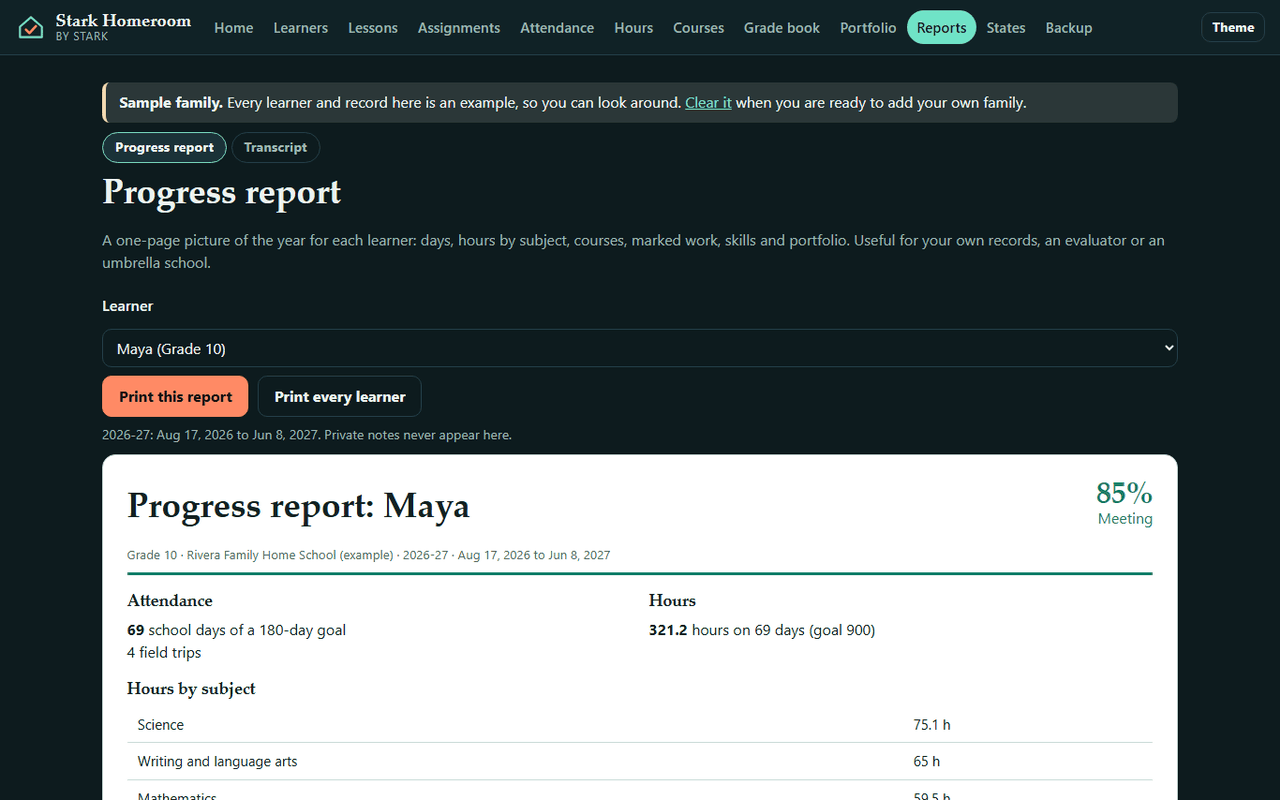 Stark Homeroom
BY STARK
Home Learners Lessons Assignments Attendance Hours Courses Grade book Portfolio Reports States Backup Theme
Sample family. Every learner and record here is an example, so you can look around. Clear it when you are ready to add your own family.
Progress report Transcript
Progress report
A one-page picture of the year for each learner: days, hours by subject, courses, marked work, skills and portfolio. Useful for your own records, an evaluator or an
umbrella school.
Learner
Maya (Grade 10)
Print this report Print every learner
2026-27: Aug 17, 2026 to Jun 8, 2027. Private notes never appear here.
Progress report: Maya
85%
Meeting
Grade 10 · Rivera Family Home School (example) · 2026-27 · Aug 17, 2026 to Jun 8, 2027
Attendance
69 school days of a 180-day goal
4 field trips
Hours
321.2 hours on 69 days (goal 900)
Hours by subject
Science 75.1 h
Writing and language arts 65 h
Mathematics 59.5 h